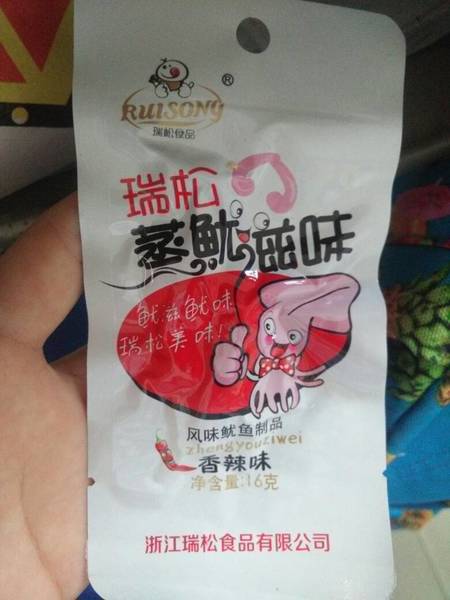 ®
RUISONG
瑞松食品
瑞松
蒸鱿滋味
鱿滋鱿味
瑞松美味!
风味鱿鱼制品
zhengyouziwei
香辣味
净含量:16克
浙江瑞松食品有限公司